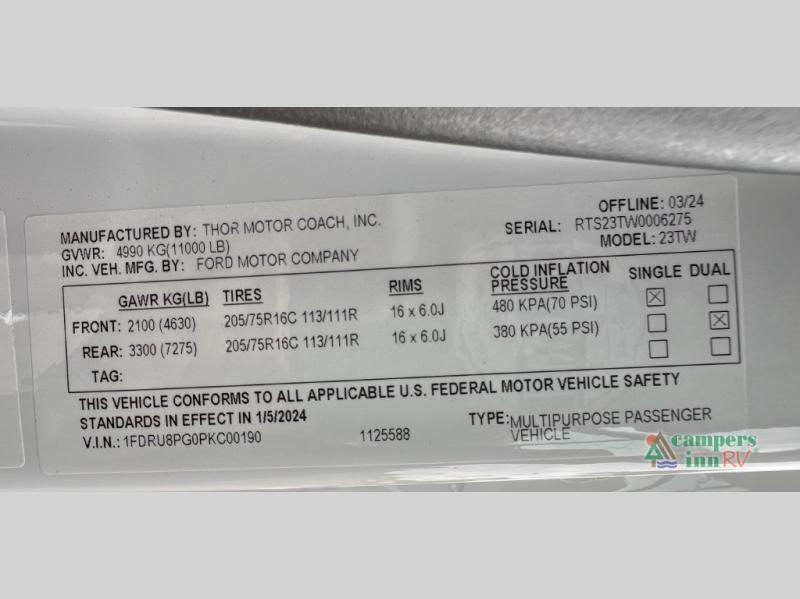 OFFLINE: 03/24
MANUFACTURED BY: THOR MOTOR COACH, INC.
SERIAL: RTS23TW0006275
GVWR: 4990 KG(11000 LB)
MODEL: 23TW
INC. VEH. MFG. BY: FORD MOTOR COMPANY
GAWR KG(LB) TIRES RIMS COLD INFLATION PRESSURE SINGLE DUAL
FRONT: 2100 (4630) 205/75R16C 113/111R 16 x 6.0J 480 KPA(70 PSI) ☒ ☐
REAR: 3300 (7275) 205/75R16C 113/111R 16 x 6.0J 380 KPA(55 PSI) ☐ ☒
TAG: ☐ ☐
THIS VEHICLE CONFORMS TO ALL APPLICABLE U.S. FEDERAL MOTOR VEHICLE SAFETY
STANDARDS IN EFFECT IN 1/5/2024
TYPE: MULTIPURPOSE PASSENGER
VEHICLE
V.I.N.: 1FDRU8PG0PKC00190 1125588
campers
inn RV